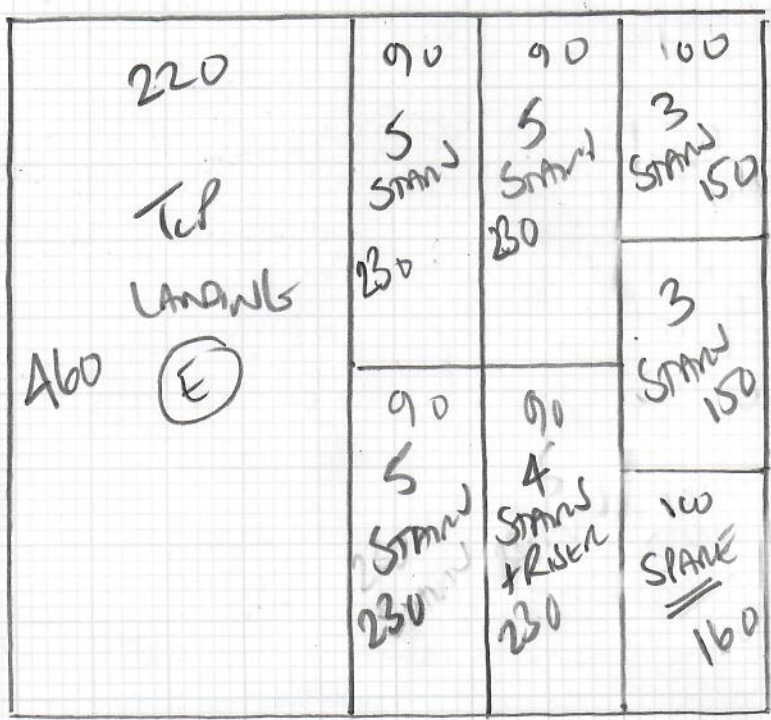 220
TOP
LANDING
460
E
90
5
STAIRS
230
90
5
STAIRS
230
100
3
STAIRS
150
3
STAIRS
150
90
5
STAIRS
230
90
4
STAIRS
+ RISER
230
100
SPARE
160